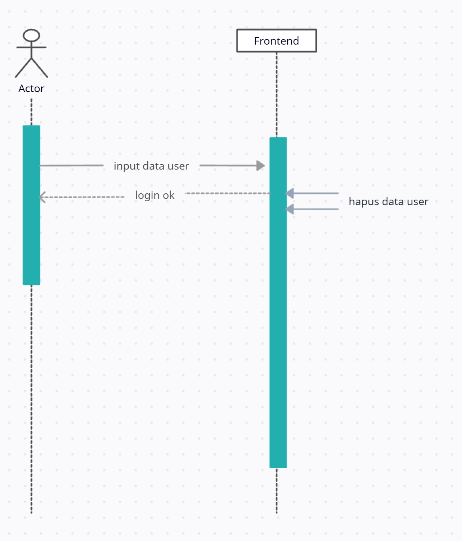 Frontend
Actor
input data user
login ok
hapus data user